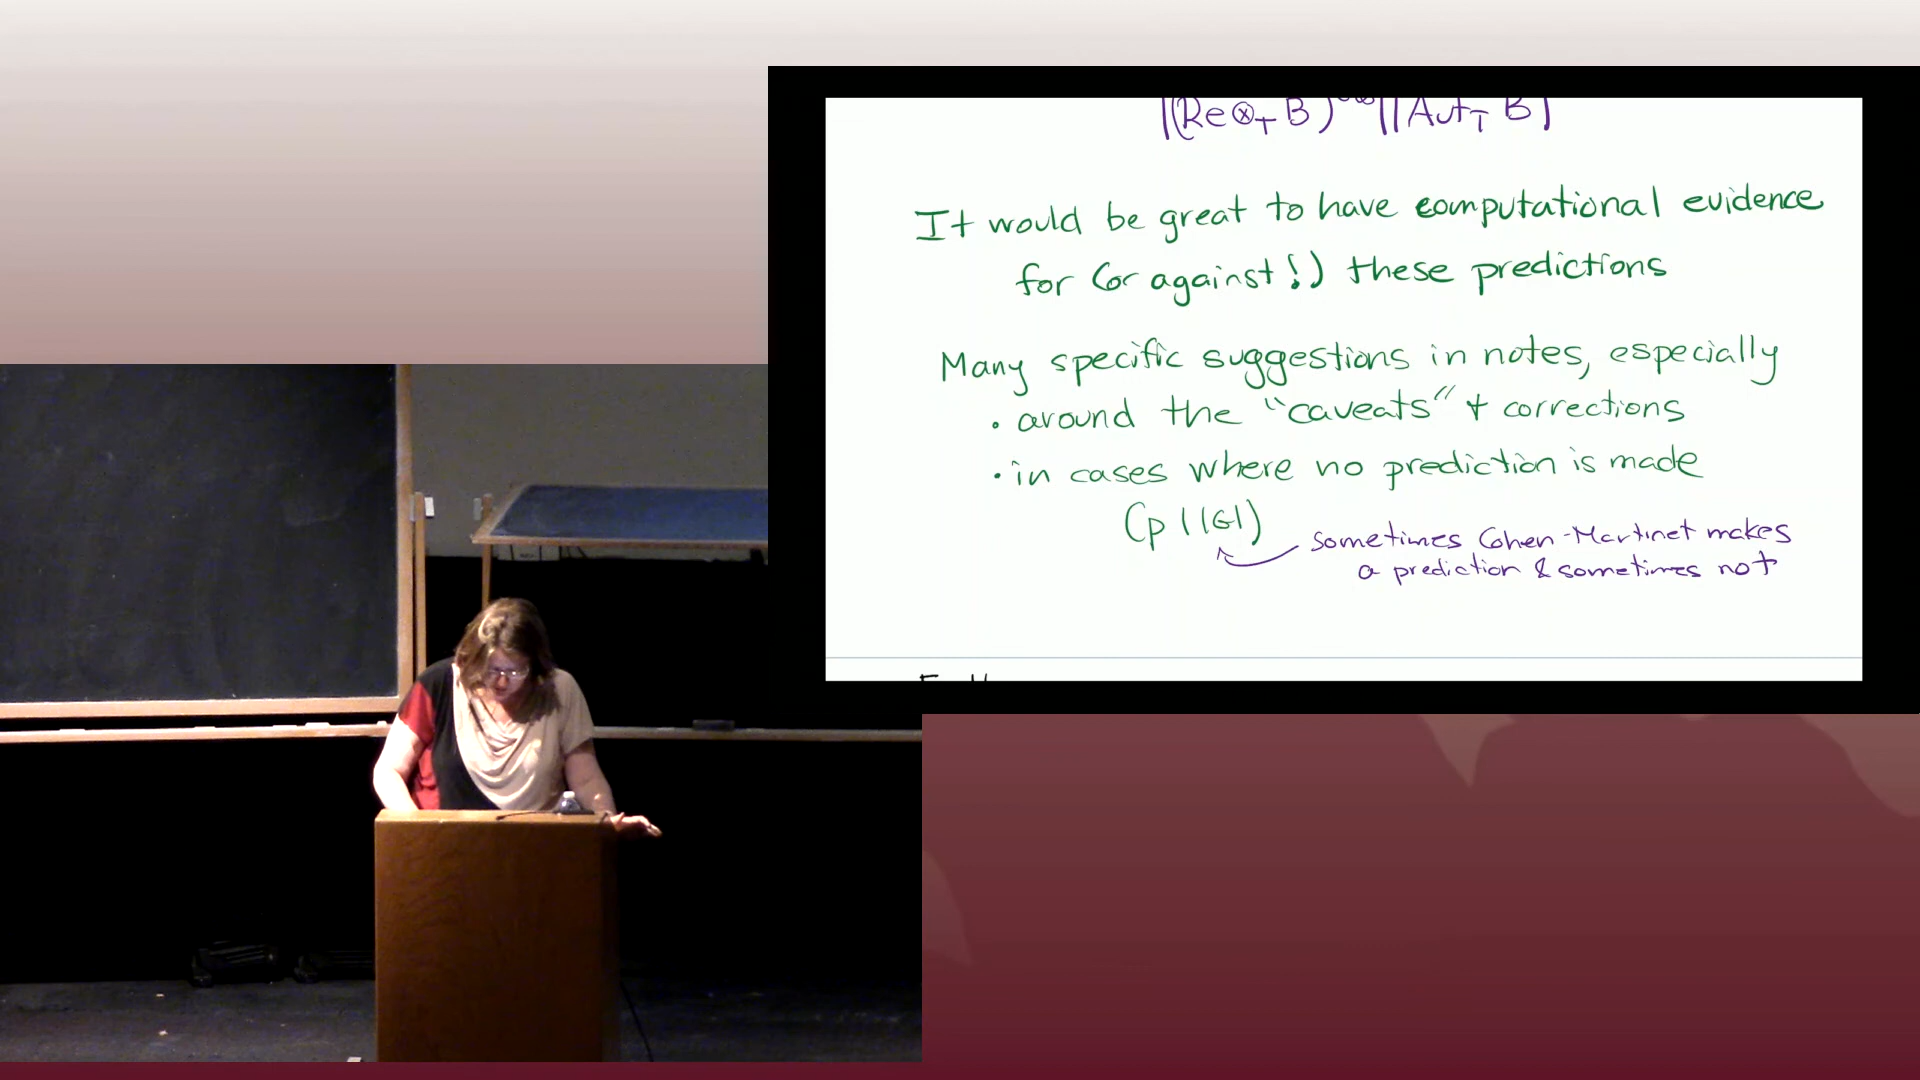 |(Re⊗_T B)^{} ||Aut_T B|
It would be great to have computational evidence
for (or against!) these predictions
Many specific suggestions in notes, especially
• around the "caveats" + corrections
• in cases where no prediction is made
(p | |G|)
sometimes Cohen-Martinet makes
a prediction & sometimes not